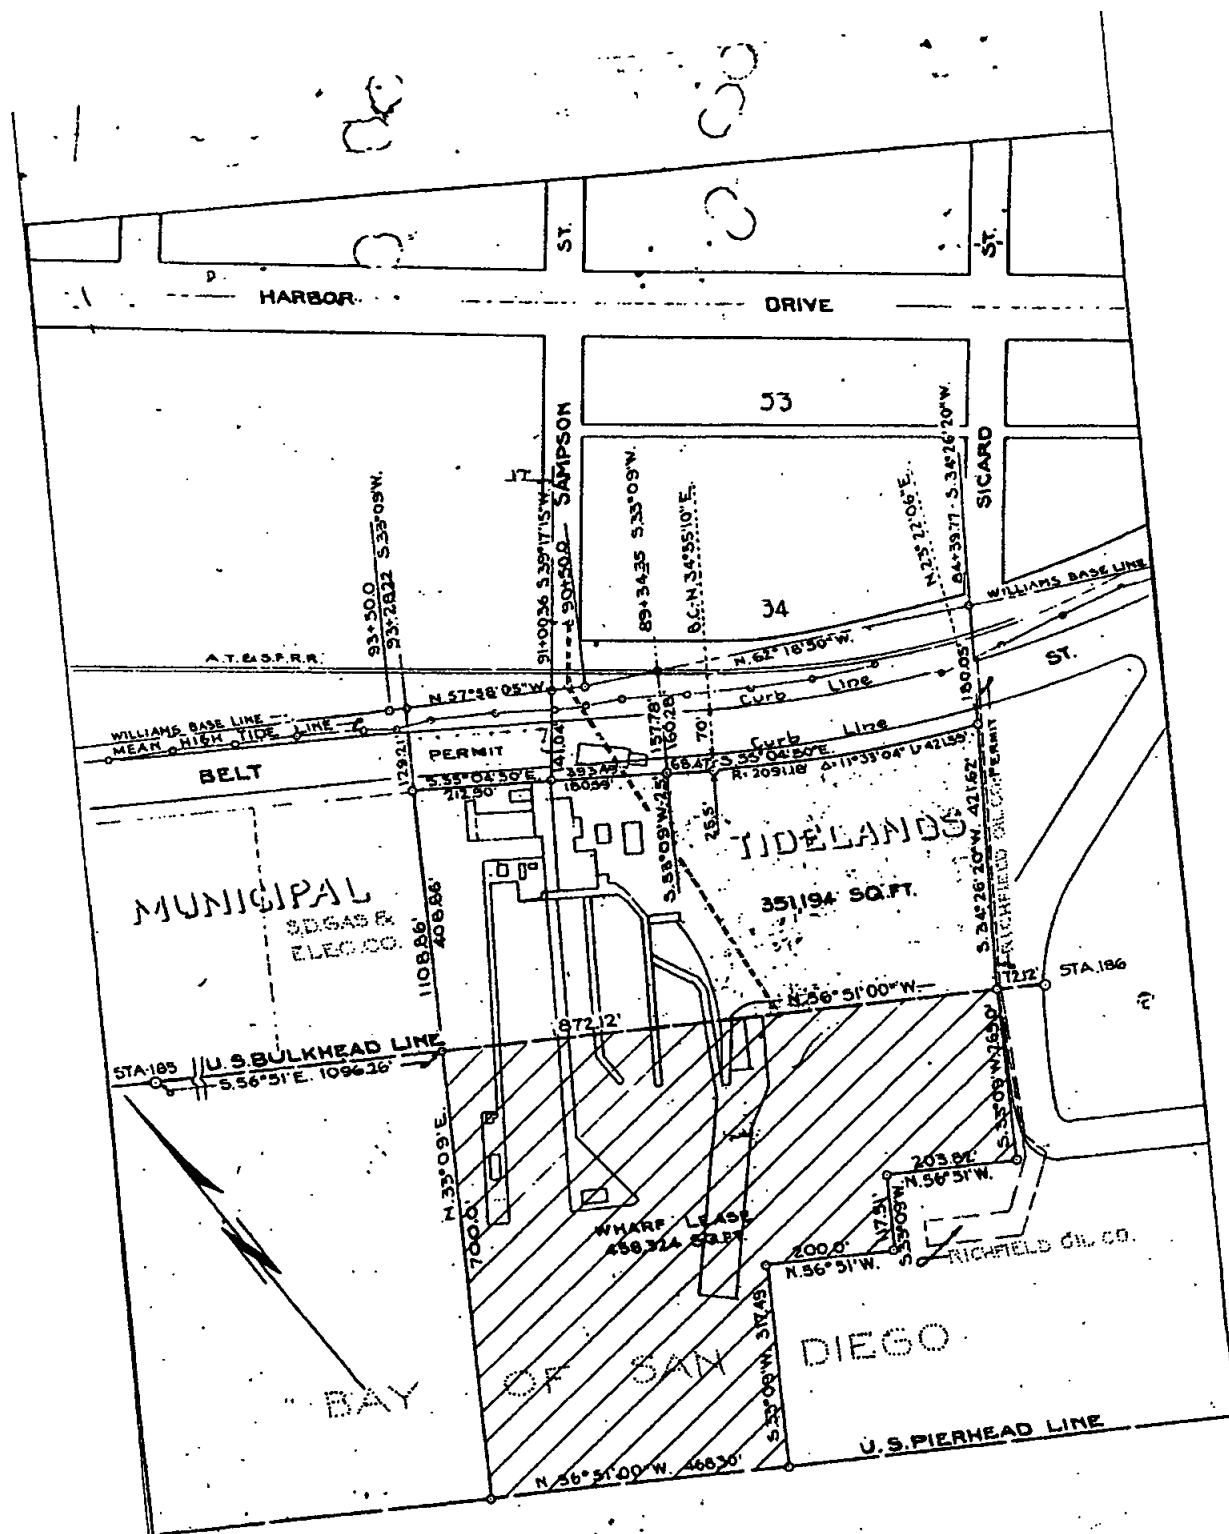 ST.
ST.
HARBOR
DRIVE
53
SAMPSON
SICARD
17'
93+50.0
93+28.22 S.33°09'W.
91+00.36 S.39°17'15"W.
90+50.0
89+34.35 S.33°09'W.
B.C.-N.34°55'10"E.
N.23°22'06"E.
84+39.77 - S.34°26'20"W.
34
WILLIAMS BASE LINE
A.T.&S.F.R.R.
N.62°18'50"W.
ST.
N.57°58'05"W.
Curb Line
180.05'
WILLIAMS BASE LINE
MEAN HIGH TIDE LINE
PERMIT
BELT
129.21'
141.04'
157.78'
160.28'
70'
Curb Line
S.55°04'50"E.
212.90'
393.49'
180.59'
68.47'
S.55°04'50"E.
R=2091.18' Δ=11°33'04" L=421.55'
26.5'
S.33°09'W-25'
TIDELANDS
351,194 SQ.FT.
MUNICIPAL
S.D.GAS &
ELEC.CO.
1108.86'
408.86'
S.34°26'20"W. 421.62'
RICHFIELD OIL CO. PERMIT
N.56°51'00"W.
72.12'
STA.186
872.12'
STA-185
U.S.BULKHEAD LINE
S.56°51'E. 1096.26'
N.33°09'E.
700.0'
S.33°09'W. 265.0'
203.82'
N.56°51'W.
117.51'
S.33°09'W.
WHARF LEASE
458,324 SQ.FT.
200.0'
N.56°51'W.
RICHFIELD OIL CO.
S.33°09'W. 317.49'
BAY OF SAN DIEGO
U.S.PIERHEAD LINE
N.56°51'00"W. 468.30'